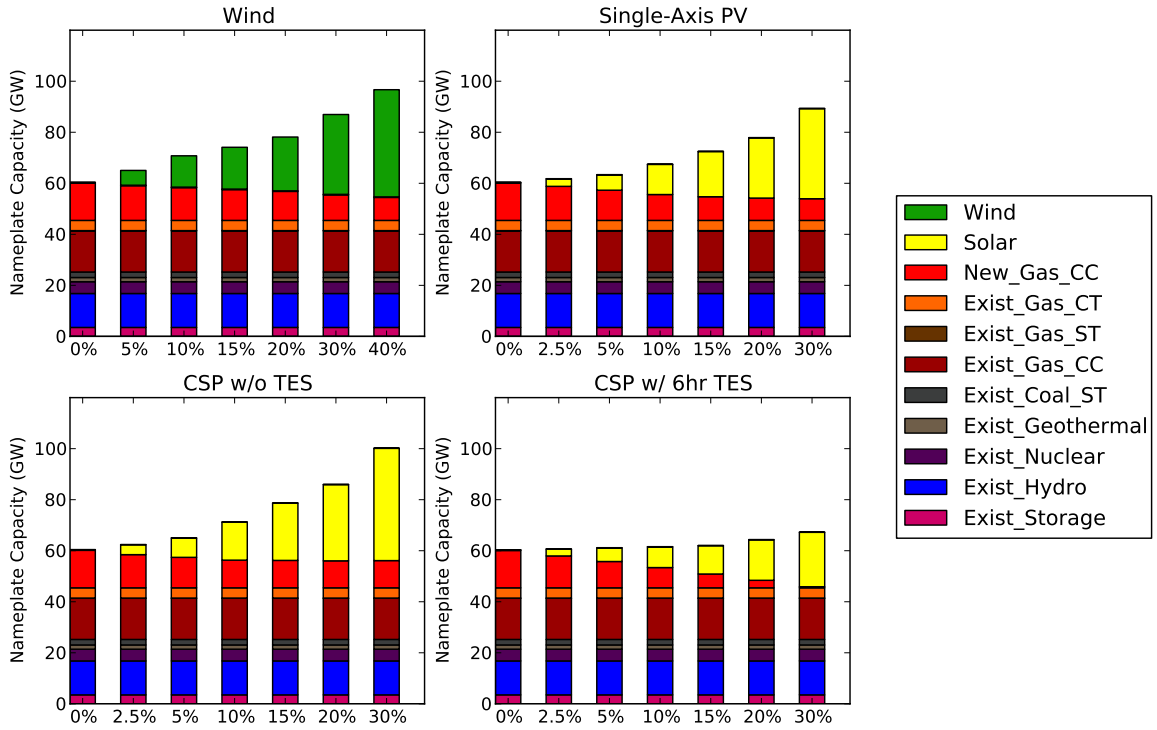 Wind
Nameplate Capacity (GW)
100
80
60
40
20
0
0% 5% 10% 15% 20% 30% 40%
Single-Axis PV
Nameplate Capacity (GW)
100
80
60
40
20
0
0% 2.5% 5% 10% 15% 20% 30%
CSP w/o TES
Nameplate Capacity (GW)
100
80
60
40
20
0
0% 2.5% 5% 10% 15% 20% 30%
CSP w/ 6hr TES
Nameplate Capacity (GW)
100
80
60
40
20
0
0% 2.5% 5% 10% 15% 20% 30%
Wind
Solar
New_Gas_CC
Exist_Gas_CT
Exist_Gas_ST
Exist_Gas_CC
Exist_Coal_ST
Exist_Geothermal
Exist_Nuclear
Exist_Hydro
Exist_Storage